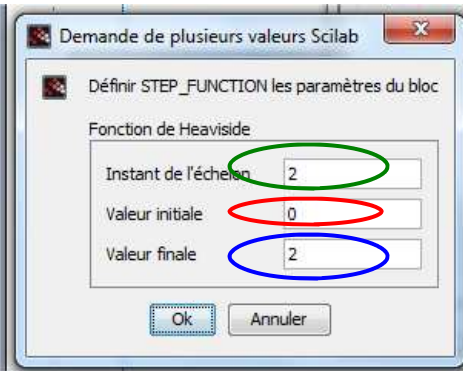 Demande de plusieurs valeurs Scilab
Définir STEP_FUNCTION les paramètres du bloc
Fonction de Heaviside
Instant de l'échelon 2
Valeur initiale 0
Valeur finale 2
Ok Annuler